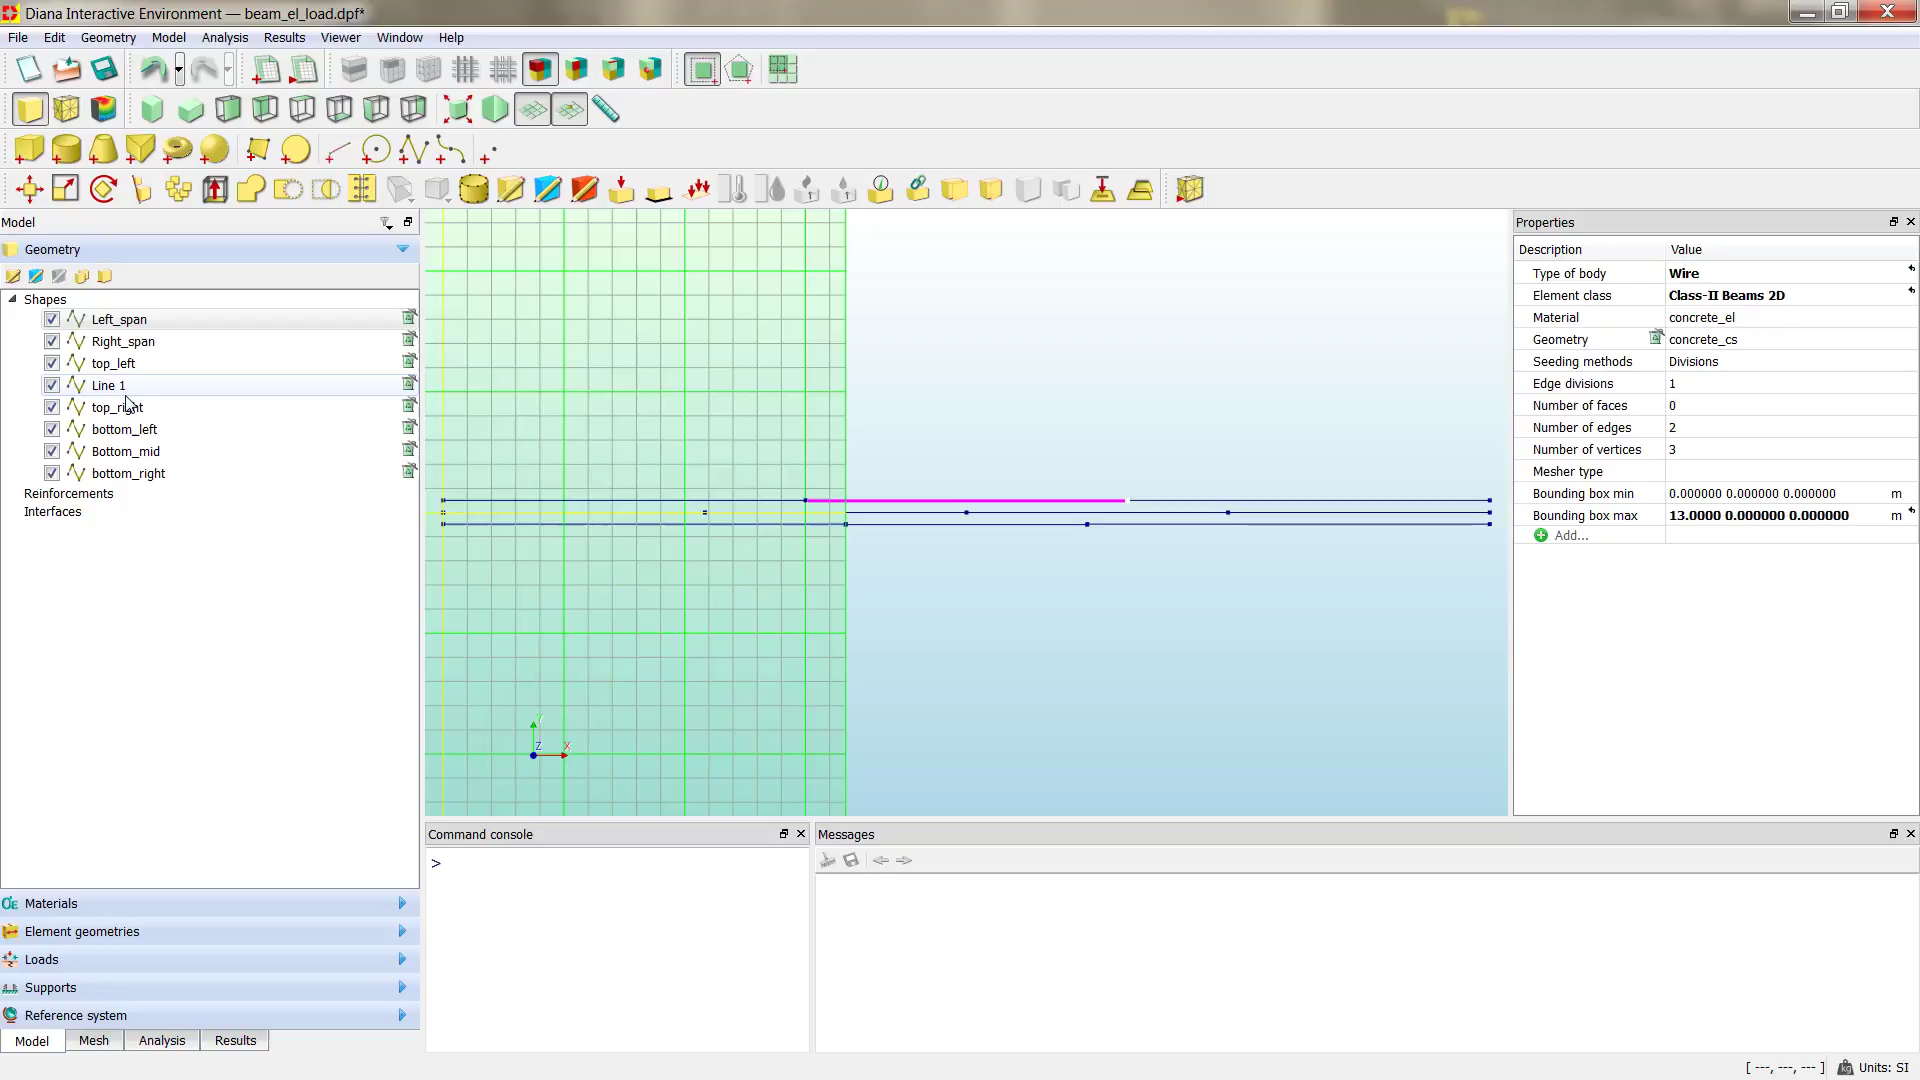 Diana Interactive Environment — beam_el_load.dpf*
File Edit Geometry Model Analysis Results Viewer Window Help
Model
Geometry
Shapes
Left_span
Right_span
top_left
Line 1
top_right
bottom_left
Bottom_mid
bottom_right
Reinforcements
Interfaces
Materials
Element geometries
Loads
Supports
Reference system
Model Mesh Analysis Results
Y
Z X
Command console
>
Messages
Properties
Description Value
Type of body Wire
Element class Class-II Beams 2D
Material concrete_el
Geometry concrete_cs
Seeding methods Divisions
Edge divisions 1
Number of faces 0
Number of edges 2
Number of vertices 3
Mesher type
Bounding box min 0.000000 0.000000 0.000000 m
Bounding box max 13.0000 0.000000 0.000000 m
Add...
[ ---, ---, --- ] Units: SI